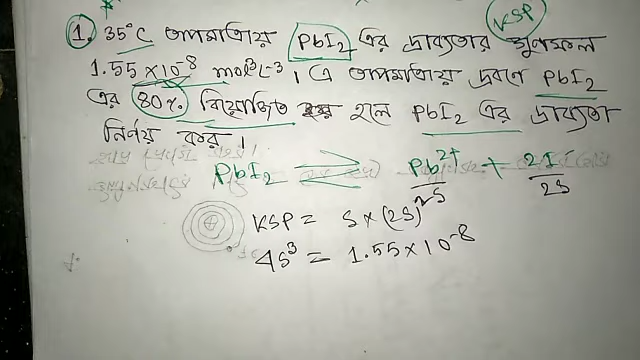 KSP
1. 35°C তাপমাত্রায় PbI2 এর দ্রাব্যতার গুণফল
1.55 × 10^-8 mol^3L^-3। এ তাপমাত্রায় দ্রবণে PbI2
এর 80% বিয়োজিত হলে PbI2 এর দ্রাব্যতা
নির্ণয় কর।
PbI2 ⇌ Pb^2+ + 2I^-
S 2S
KSP = S × (2S)^2
4S^3 = 1.55 × 10^-8